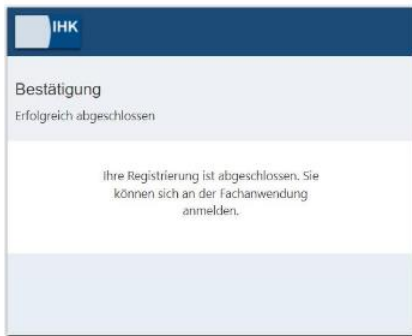 IHK
Bestätigung
Erfolgreich abgeschlossen
Ihre Registrierung ist abgeschlossen. Sie
können sich an der Fachanwendung
anmelden.